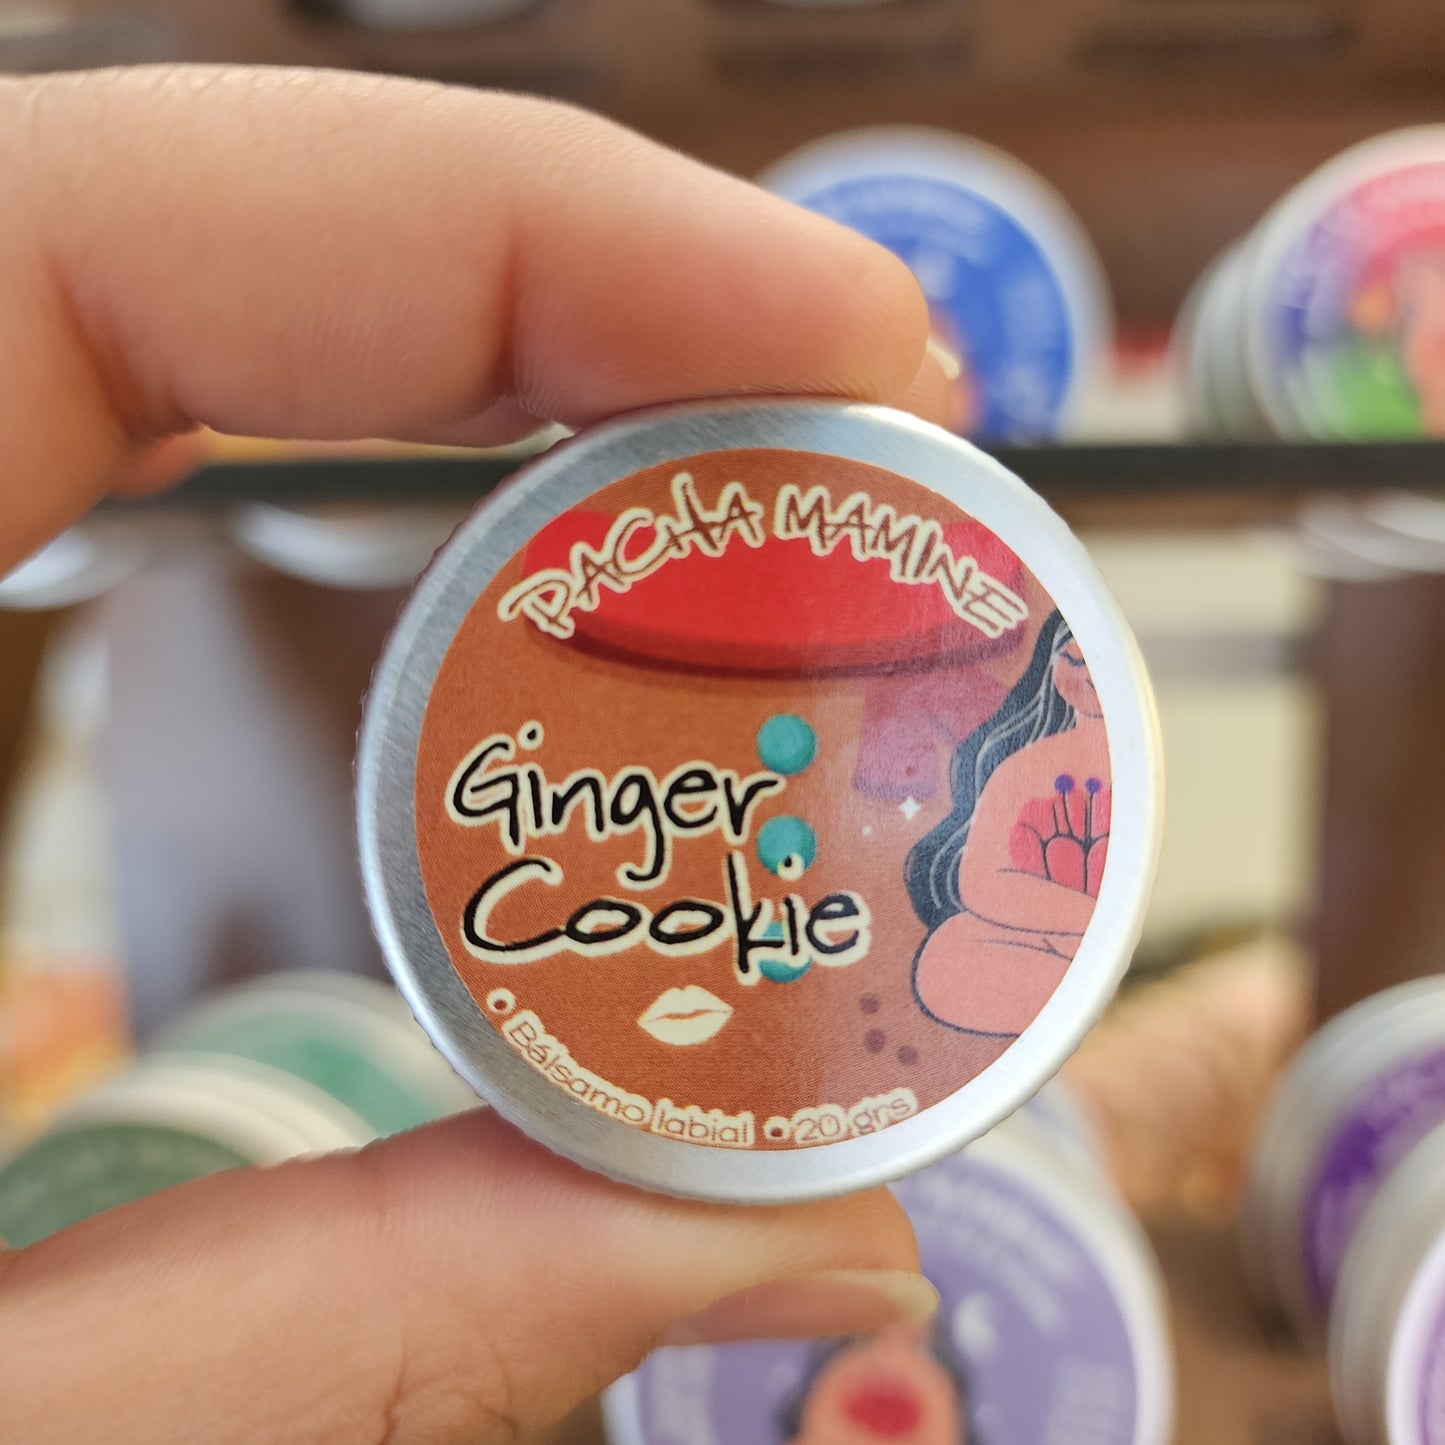 PACHA MAMINE
Ginger
Cookie
• Bálsamo labial • 20 grs